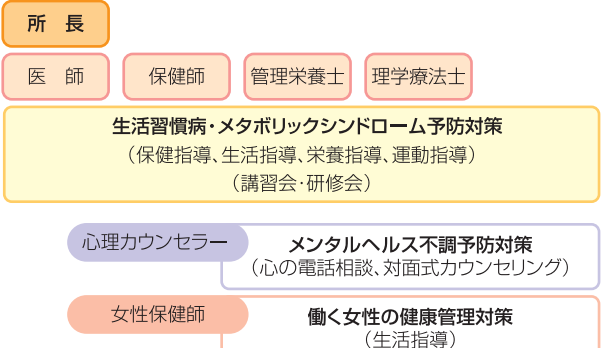 所　長
医　師
保健師
管理栄養士
理学療法士
生活習慣病・メタボリックシンドローム予防対策
（保健指導、生活指導、栄養指導、運動指導）
（講習会・研修会）
心理カウンセラー
メンタルヘルス不調予防対策
（心の電話相談、対面式カウンセリング）
女性保健師
働く女性の健康管理対策
（生活指導）